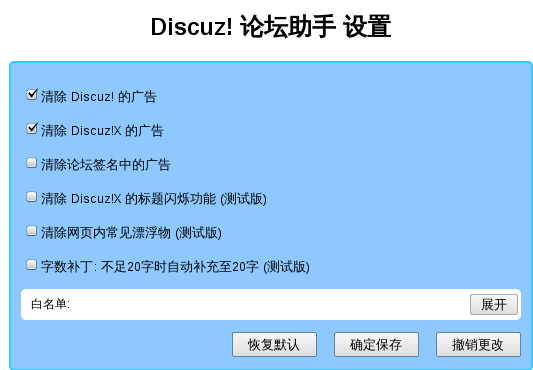 Discuz! 论坛助手 设置
清除 Discuz! 的广告
清除 Discuz!X 的广告
清除论坛签名中的广告
清除 Discuz!X 的标题闪烁功能 (测试版)
清除网页内常见漂浮物 (测试版)
字数补丁: 不足20字时自动补充至20字 (测试版)
白名单: 展开
恢复默认 确定保存 撤销更改